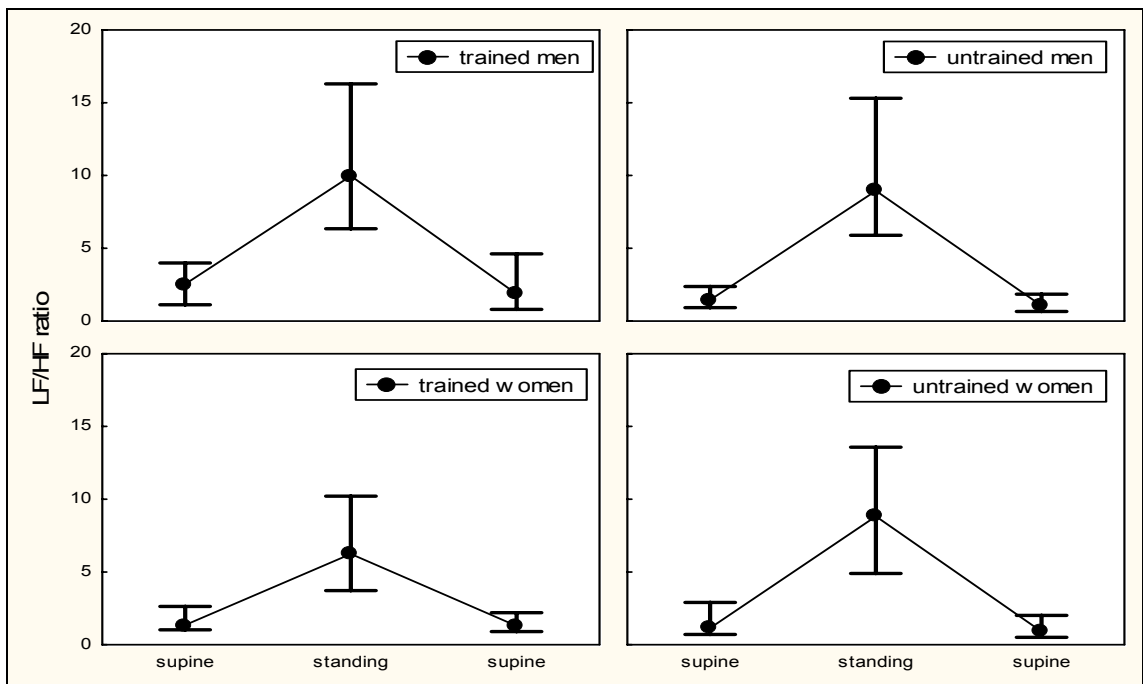 LF/HF ratio
20
15
10
5
0
trained men
untrained men
20
15
10
5
0
trained w omen
untrained w omen
supine standing supine
supine standing supine